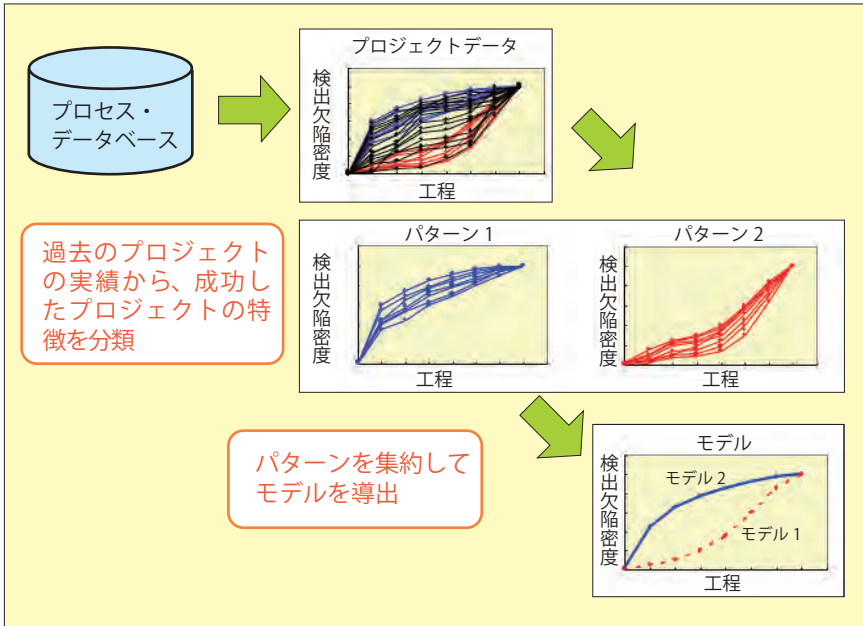 プロセス・
データベース
プロジェクトデータ
検出欠陥密度
工程
過去のプロジェクト
の実績から、成功し
たプロジェクトの特
徴を分類
パターン 1
検出欠陥密度
工程
パターン 2
検出欠陥密度
工程
パターンを集約して
モデルを導出
モデル
検出欠陥密度
モデル 2
モデル 1
工程